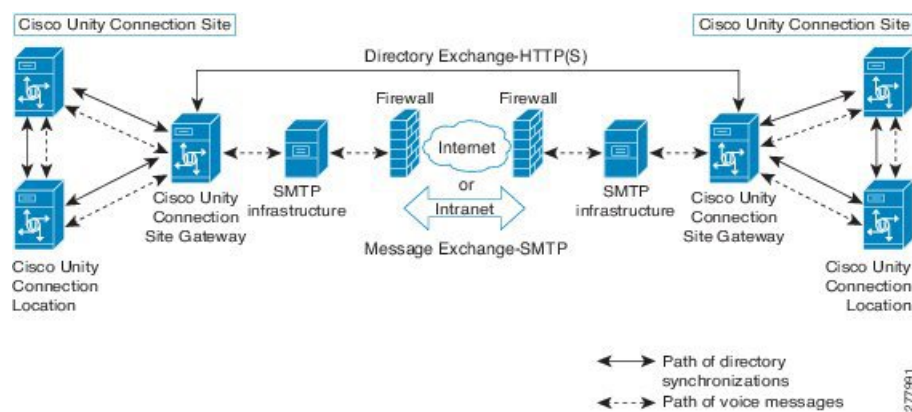 Cisco Unity Connection Site
Cisco Unity Connection Site
Directory Exchange-HTTP(S)
Firewall
Firewall
Internet
or
Intranet
SMTP
infrastructure
SMTP
infrastructure
Cisco Unity
Connection
Site Gateway
Cisco Unity
Connection
Site Gateway
Message Exchange-SMTP
Cisco Unity
Connection
Location
Cisco Unity
Connection
Location
Path of directory
synchronizations
Path of voice messages
277991